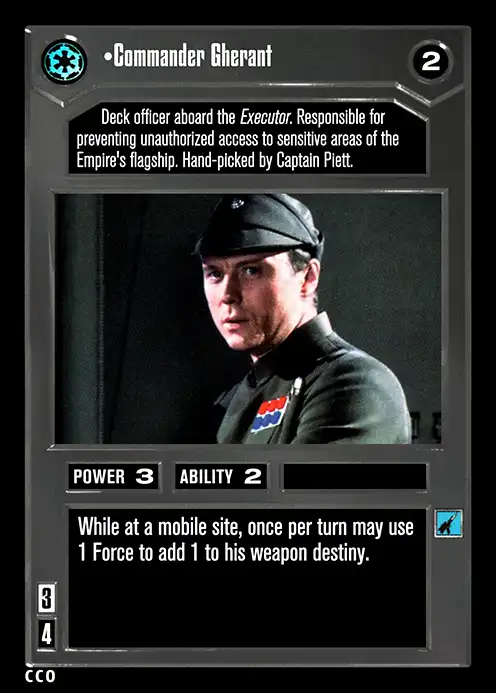 •Commander Gherant
2
Deck officer aboard the Executor. Responsible for
preventing unauthorized access to sensitive areas of the
Empire's flagship. Hand-picked by Captain Piett.
POWER 3 ABILITY 2
While at a mobile site, once per turn may use
1 Force to add 1 to his weapon destiny.
3
4
CCO